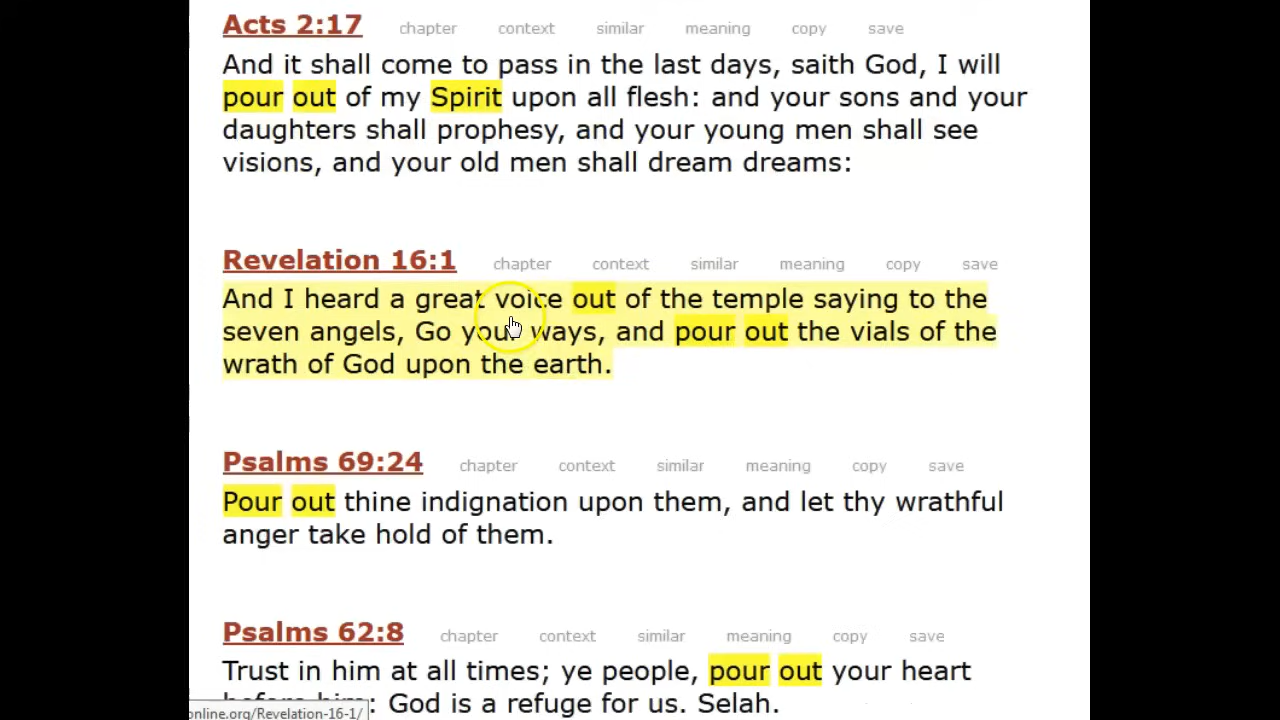 Acts 2:17 chapter context similar meaning copy save
And it shall come to pass in the last days, saith God, I will
pour out of my Spirit upon all flesh: and your sons and your
daughters shall prophesy, and your young men shall see
visions, and your old men shall dream dreams:
Revelation 16:1 chapter context similar meaning copy save
And I heard a great voice out of the temple saying to the
seven angels, Go your ways, and pour out the vials of the
wrath of God upon the earth.
Psalms 69:24 chapter context similar meaning copy save
Pour out thine indignation upon them, and let thy wrathful
anger take hold of them.
Psalms 62:8 chapter context similar meaning copy save
Trust in him at all times; ye people, pour out your heart
before him: God is a refuge for us. Selah.
online.org/Revelation-16-1/